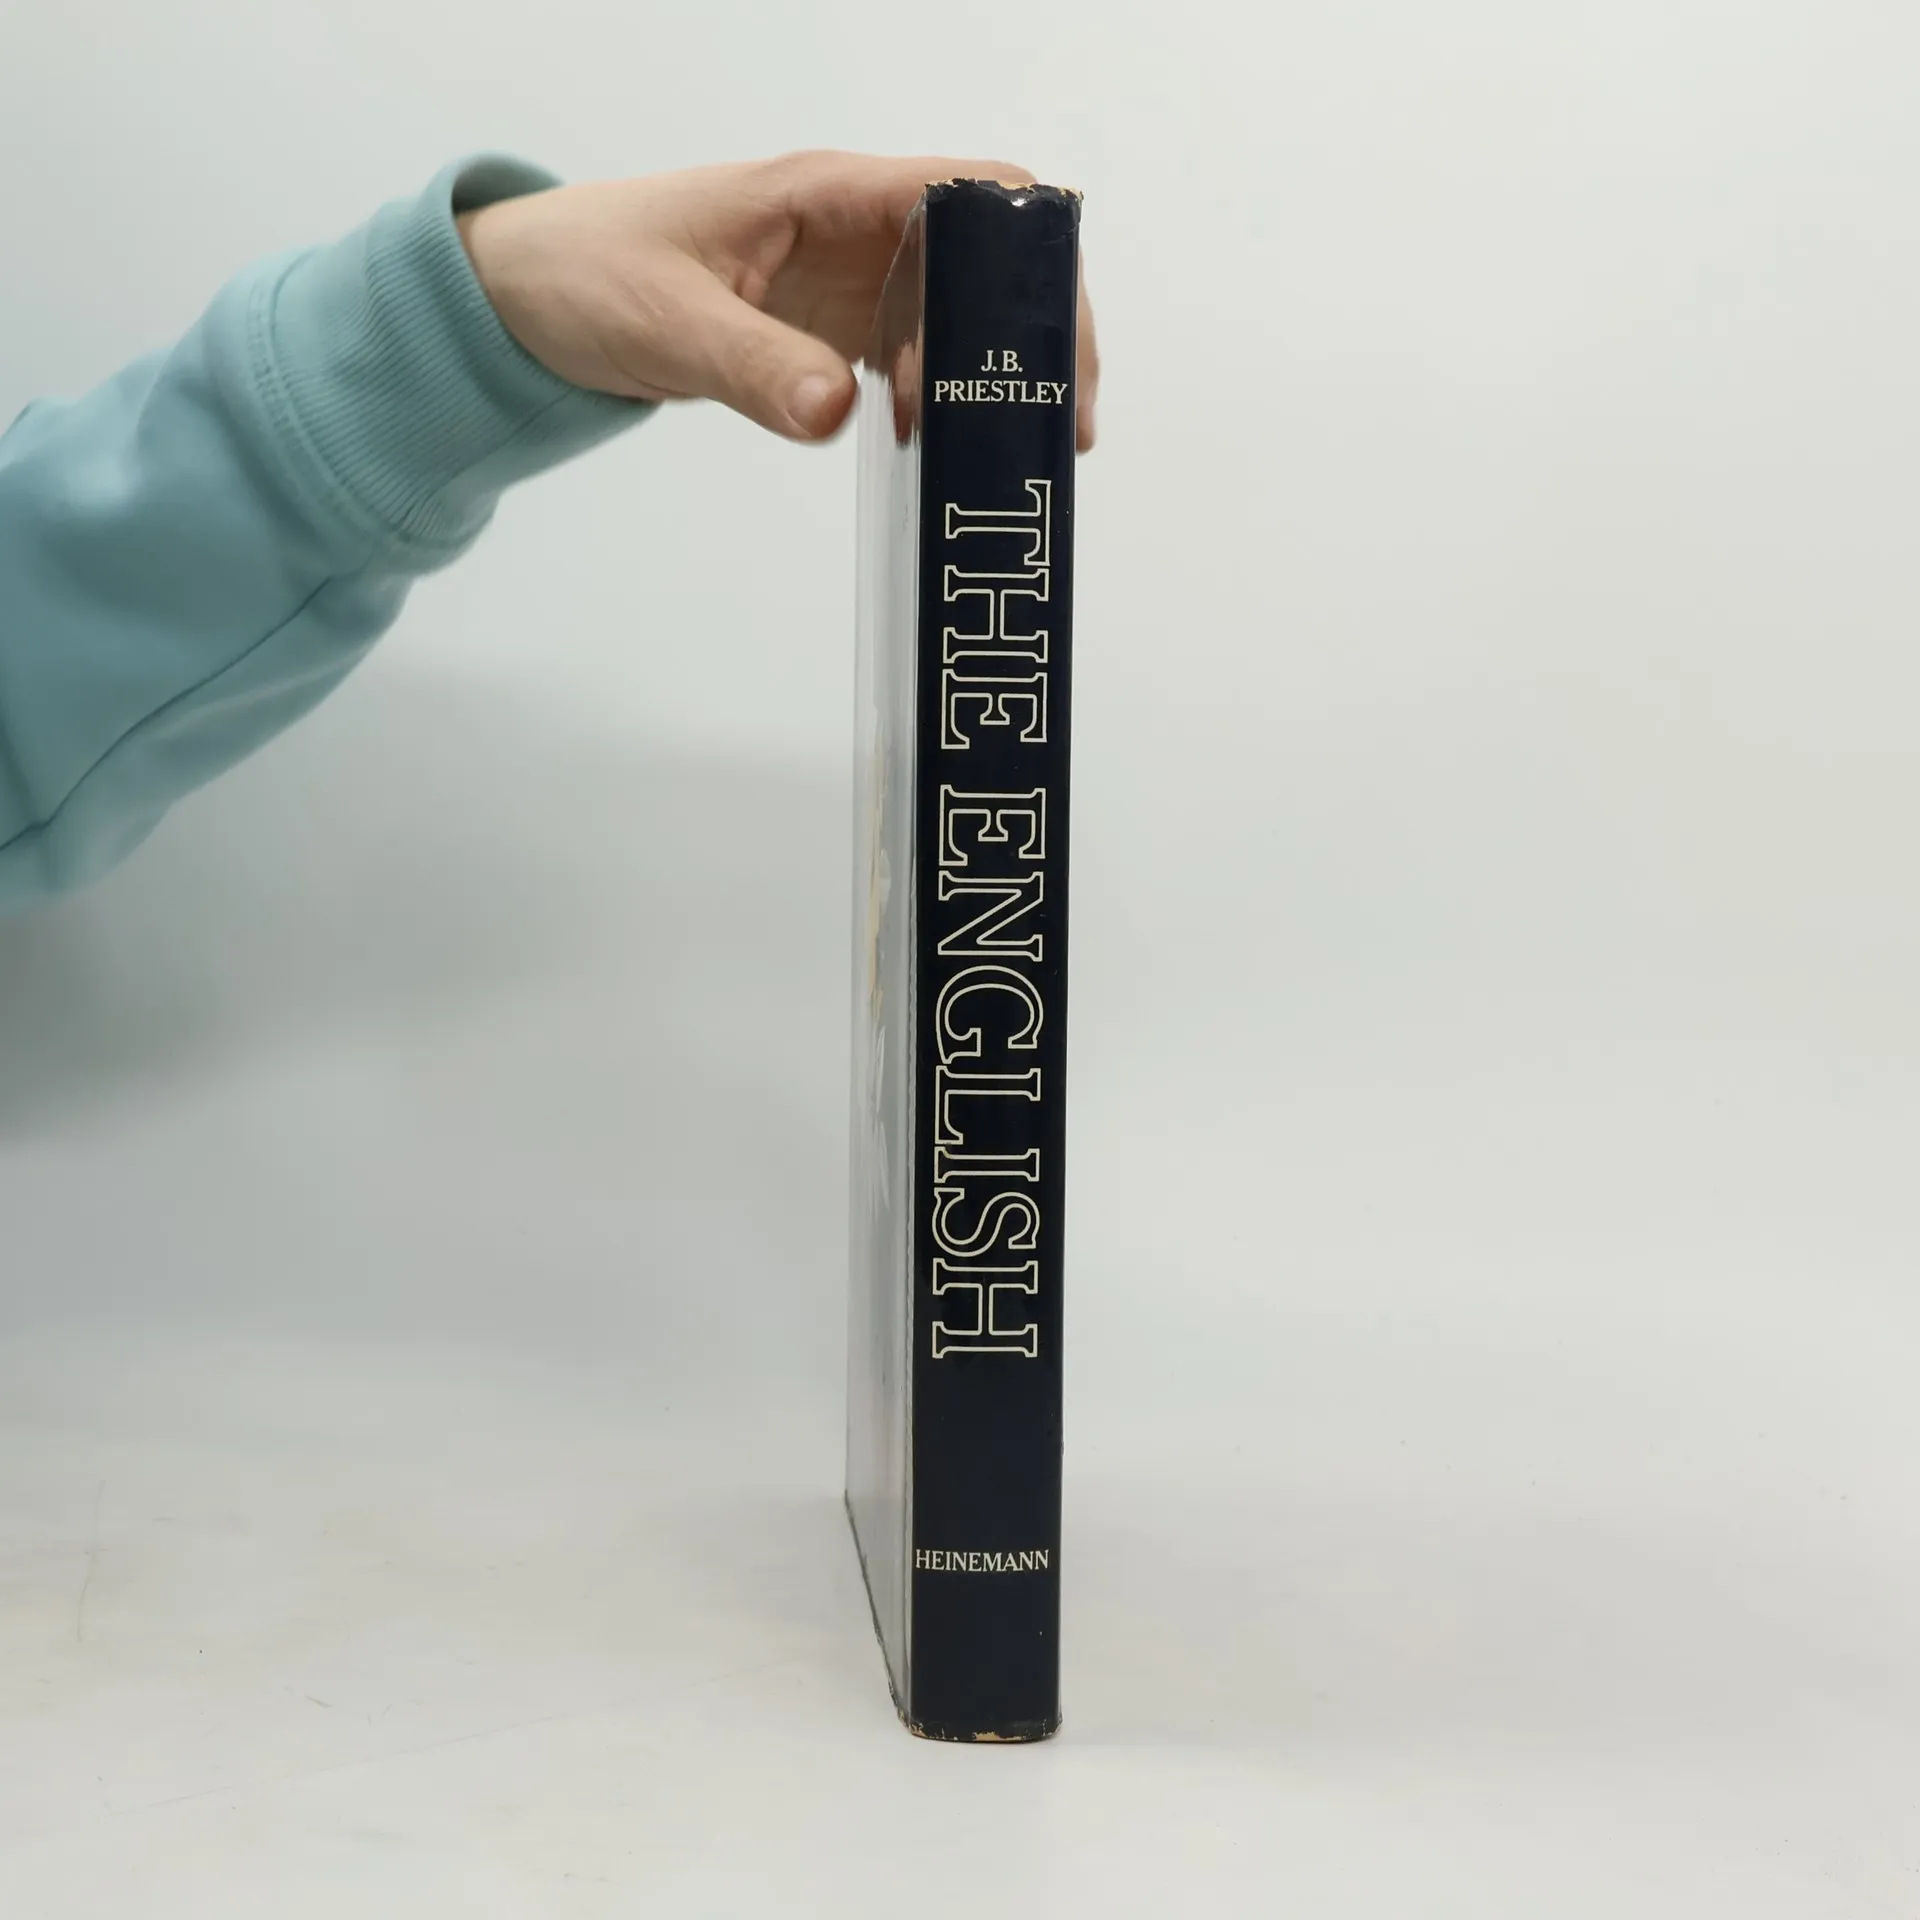 J. B.
PRIESTLEY
THE ENGLISH
HEINEMANN